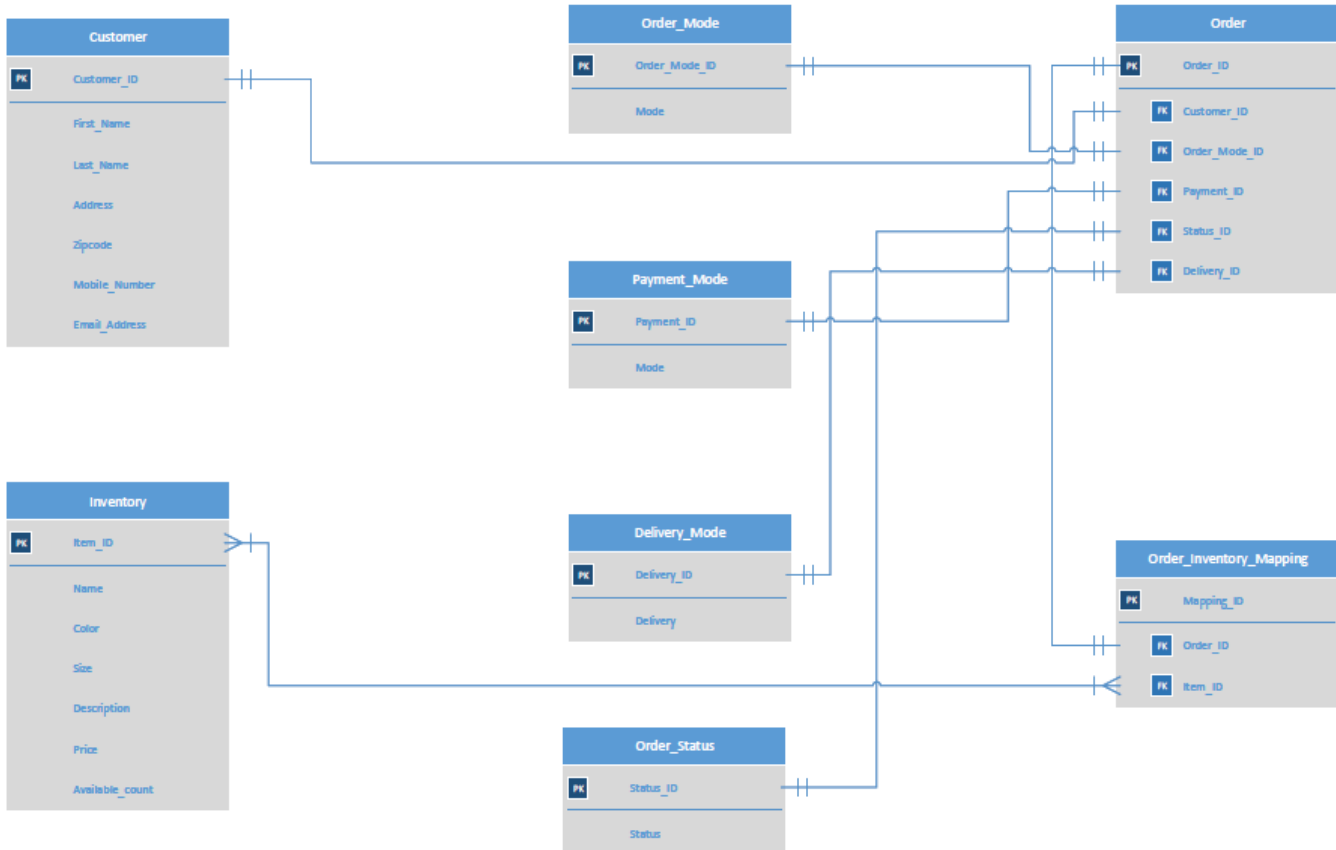 Customer
PK Customer_ID
First_Name
Last_Name
Address
Zipcode
Mobile_Number
Email_Address
Order_Mode
PK Order_Mode_ID
Mode
Order
PK Order_ID
FK Customer_ID
FK Order_Mode_ID
FK Payment_ID
FK Status_ID
FK Delivery_ID
Payment_Mode
PK Payment_ID
Mode
Inventory
PK Item_ID
Name
Color
Size
Description
Price
Available_count
Delivery_Mode
PK Delivery_ID
Delivery
Order_Inventory_Mapping
PK Mapping_ID
FK Order_ID
FK Item_ID
Order_Status
PK Status_ID
Status